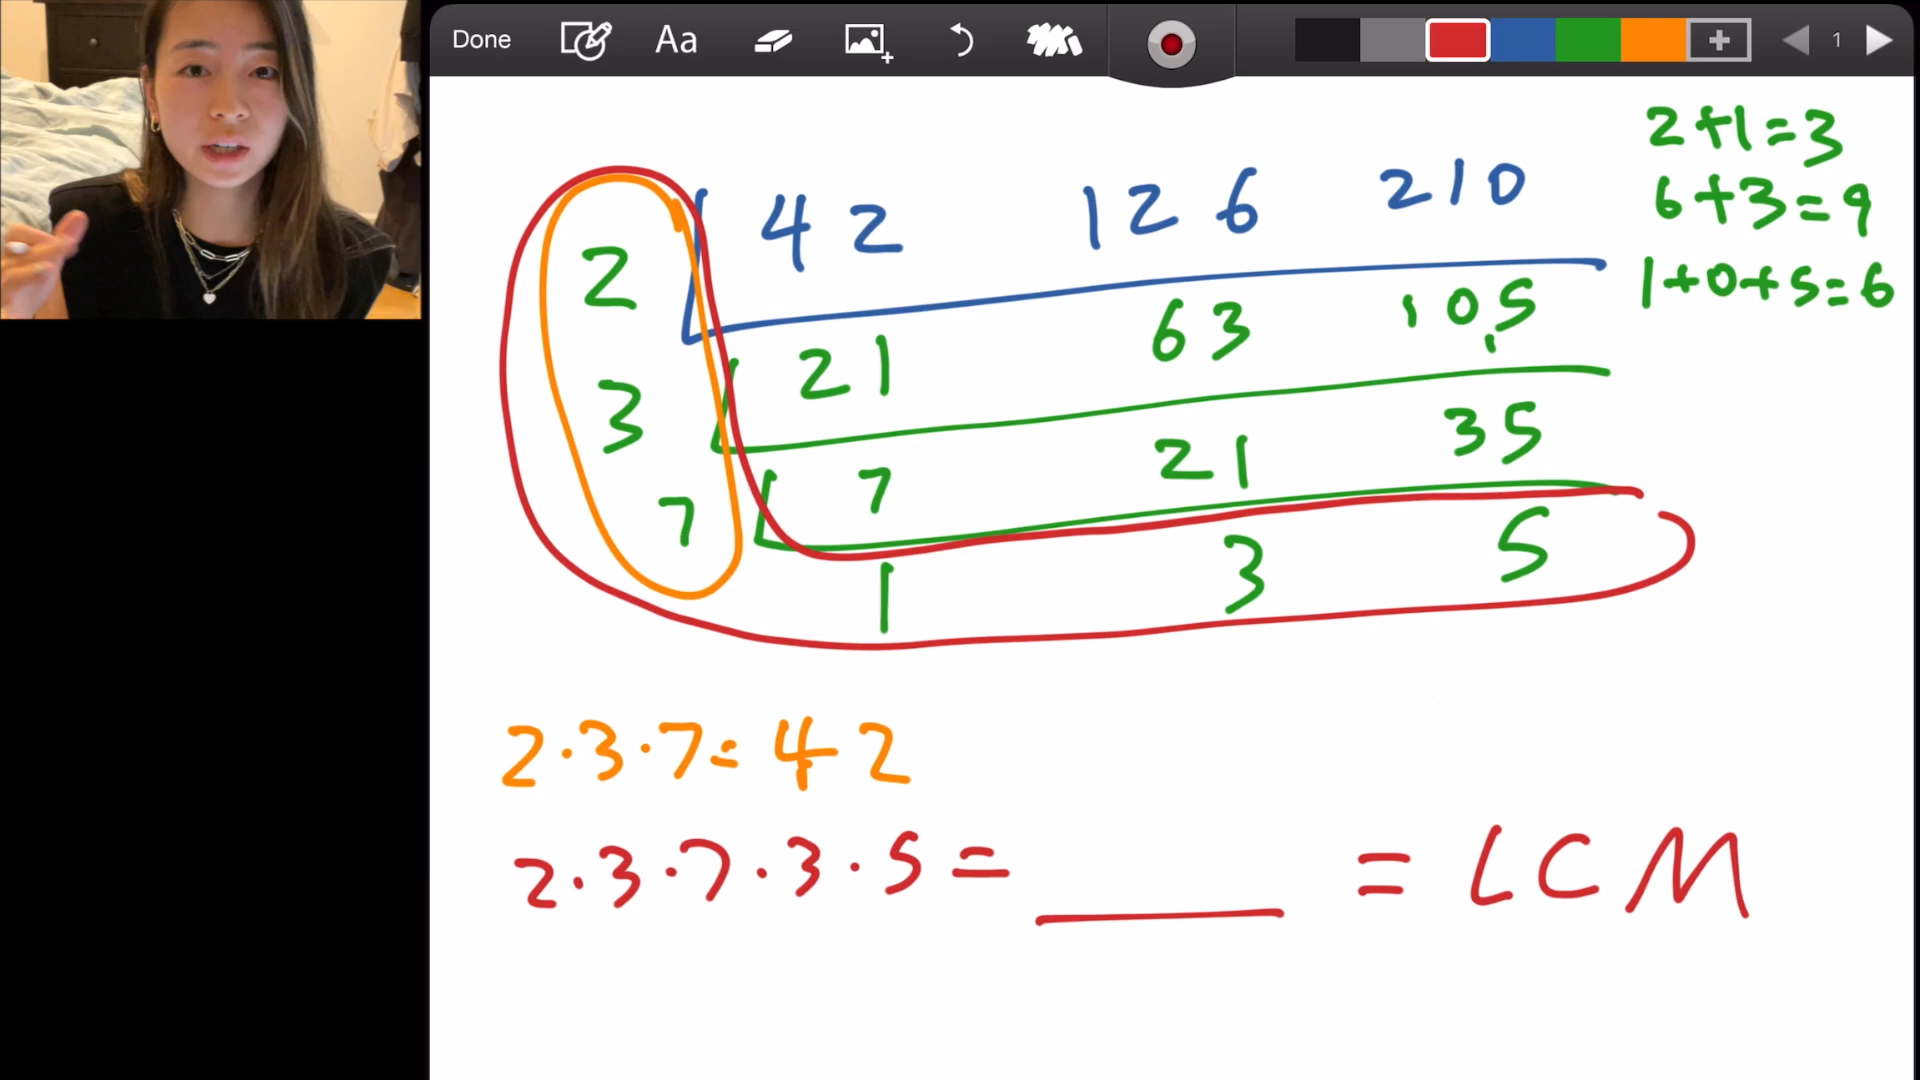 Done Aa 1
2+1=3
6+3=9
1+0+5=6
42 126 210
2 21 63 105
3 7 21 35
7 1 3 5
2·3·7=42
2·3·7·3·5= ______ = LCM